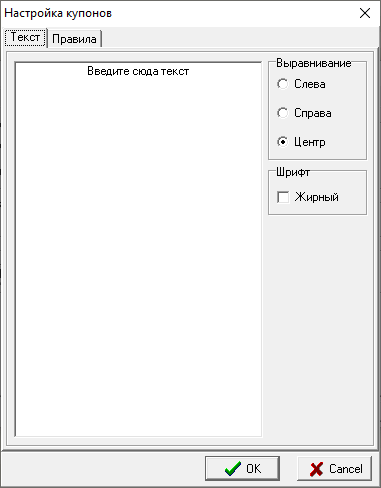 Настройка купонов
Текст
Правила
Введите сюда текст
Выравнивание
Слева
Справа
Центр
Шрифт
Жирный
OK
Cancel